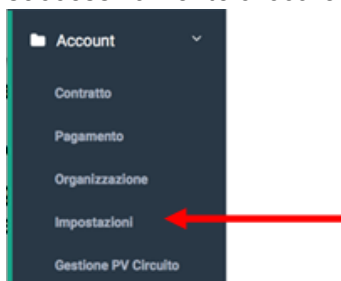 Account
Contratto
Pagamento
Organizzazione
Impostazioni
Gestione PV Circuito